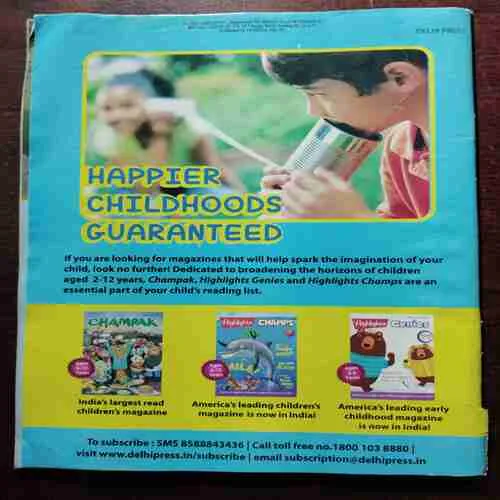 DELHI PRESS
HAPPIER
CHILDHOODS
GUARANTEED
If you are looking for magazines that will help spark the imagination of your
child, look no further! Dedicated to broadening the horizons of children
aged 2-12 years, Champak, Highlights Genies and Highlights Champs are an
essential part of your child's reading list.
CHAMPAK
Highlights CHAMPS
Highlights Genies
India's largest read
children's magazine
America's leading children's
magazine is now in India!
America's leading early
childhood magazine
is now in India!
To subscribe : SMS 8588843436 | Call toll free no.1800 103 8880 |
visit www.delhipress.in/subscribe | email subscription@delhipress.in